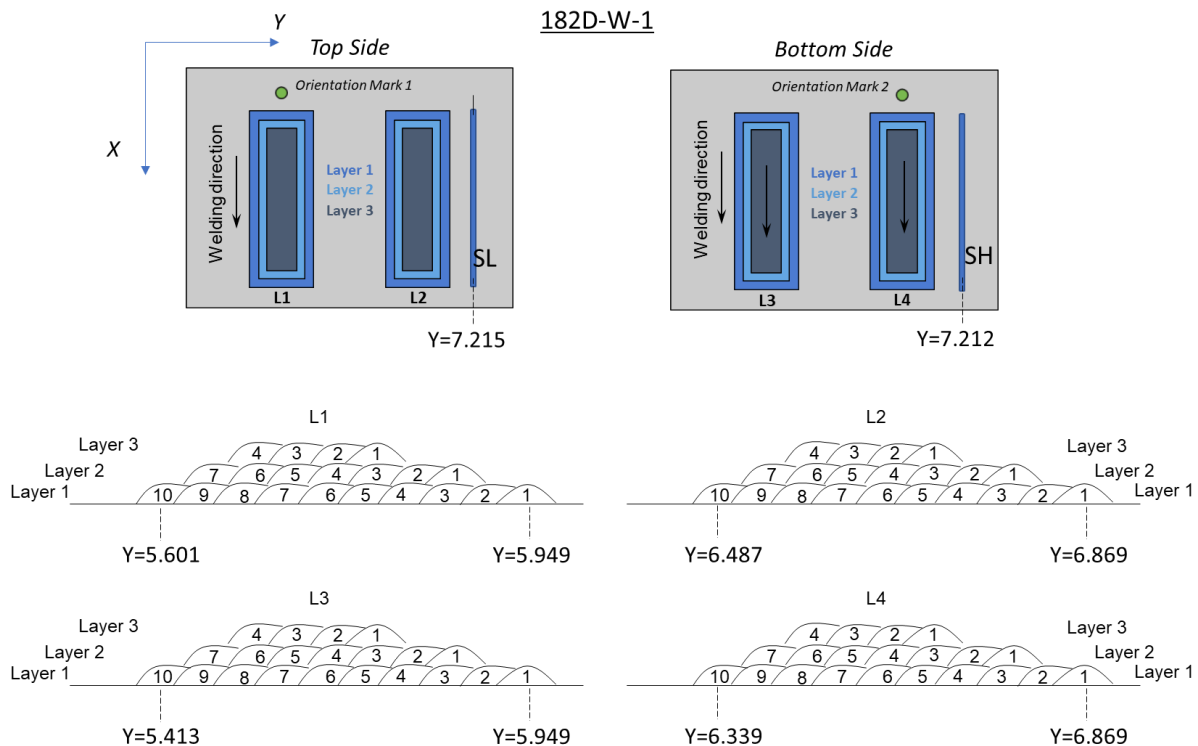 182D-W-1
Y
Top Side
Bottom Side
Orientation Mark 1
Orientation Mark 2
X
Welding direction
Layer 1
Layer 2
Layer 3
SL
L1
L2
Y=7.215
Welding direction
Layer 1
Layer 2
Layer 3
SH
L3
L4
Y=7.212
L1
Layer 3
4 3 2 1
Layer 2
7 6 5 4 3 2 1
Layer 1
10 9 8 7 6 5 4 3 2 1
Y=5.601
Y=5.949
L2
4 3 2 1
Layer 3
7 6 5 4 3 2 1
Layer 2
10 9 8 7 6 5 4 3 2 1
Layer 1
Y=6.487
Y=6.869
L3
Layer 3
4 3 2 1
Layer 2
7 6 5 4 3 2 1
Layer 1
10 9 8 7 6 5 4 3 2 1
Y=5.413
Y=5.949
L4
4 3 2 1
Layer 3
7 6 5 4 3 2 1
Layer 2
10 9 8 7 6 5 4 3 2 1
Layer 1
Y=6.339
Y=6.869